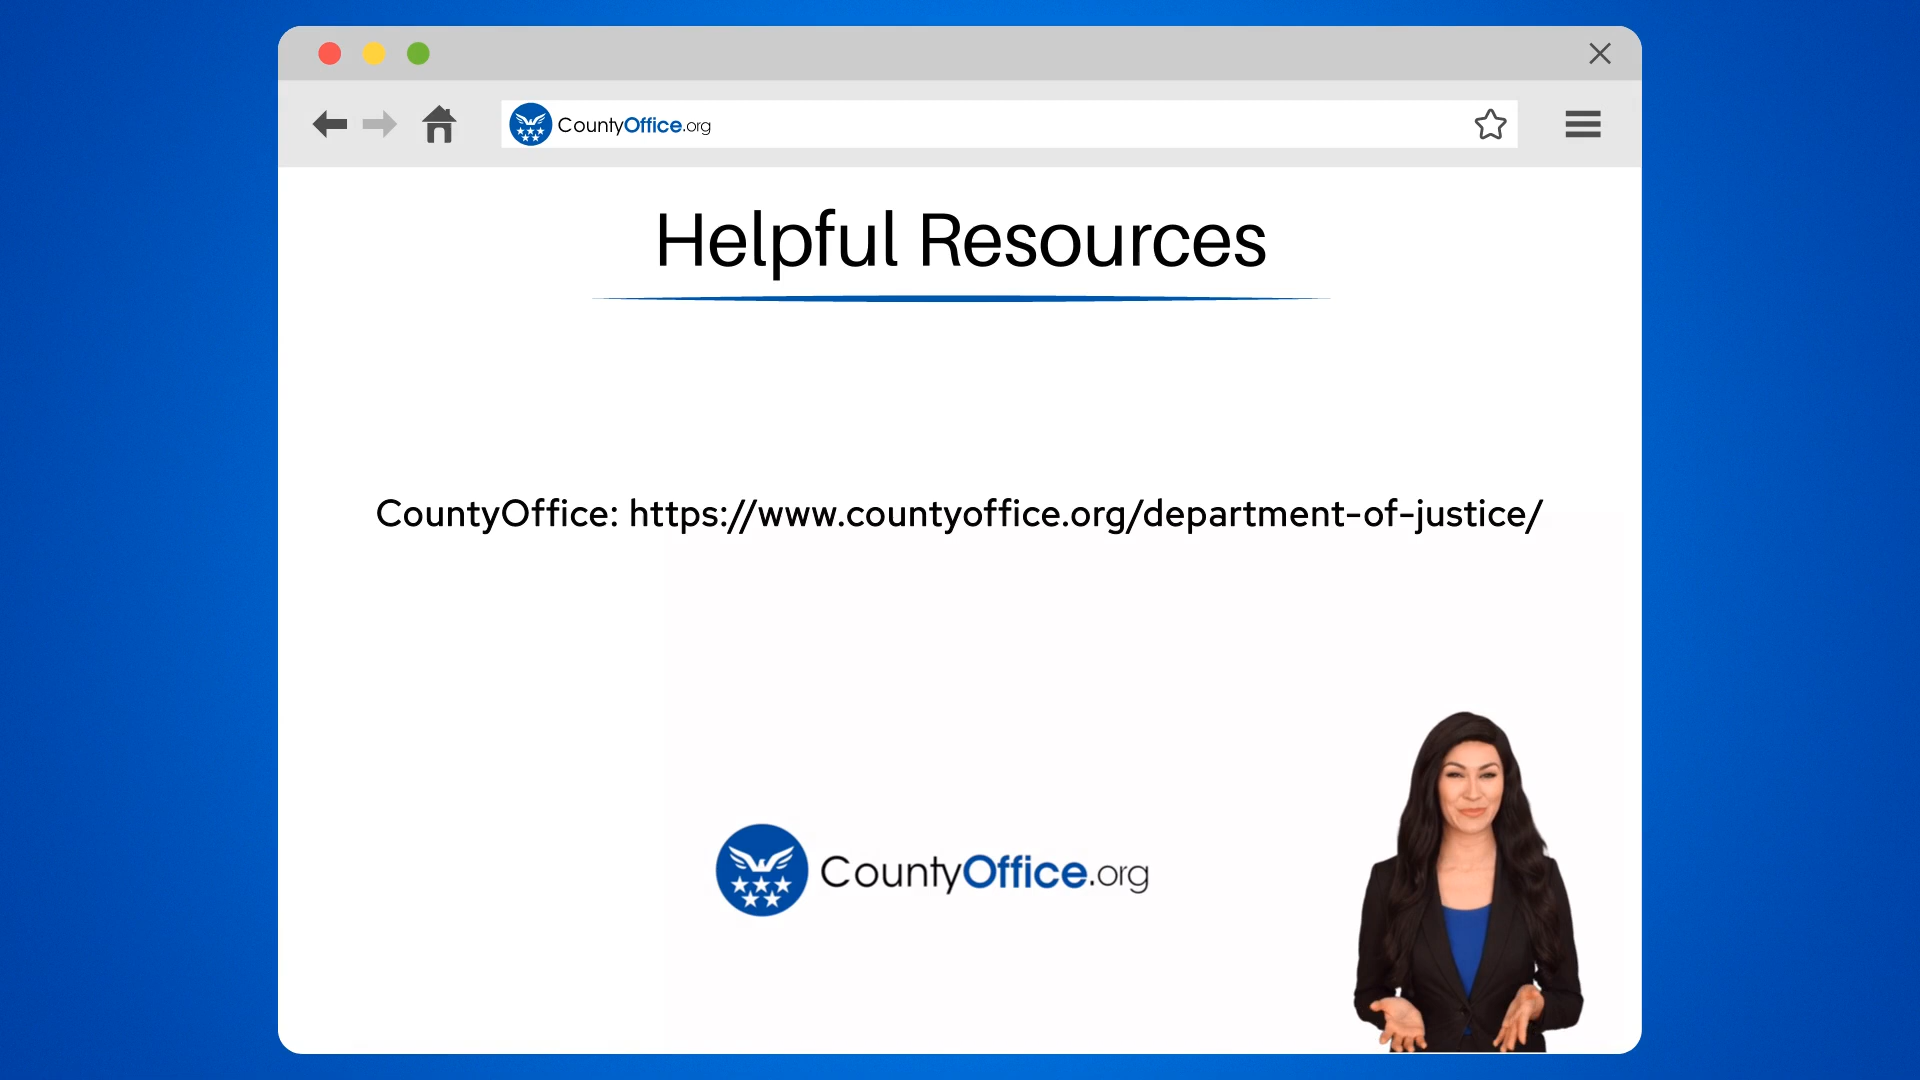 CountyOffice.org
Helpful Resources
CountyOffice: https://www.countyoffice.org/department-of-justice/
CountyOffice.org